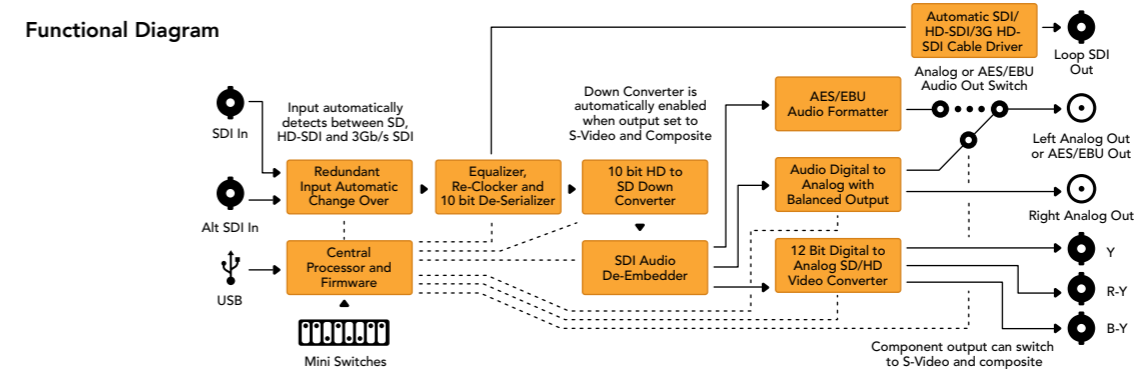 Functional Diagram
Automatic SDI/
HD-SDI/3G HD-
SDI Cable Driver
Loop SDI
Out
Analog or AES/EBU
Audio Out Switch
Down Converter is
automatically enabled
when output set to
S-Video and Composite
AES/EBU
Audio Formatter
Input automatically
detects between SD,
HD-SDI and 3Gb/s SDI
SDI In
Left Analog Out
or AES/EBU Out
Redundant
Input Automatic
Change Over
Equalizer,
Re-Clocker and
10 bit De-Serializer
10 bit HD to
SD Down
Converter
Audio Digital to
Analog with
Balanced Output
Alt SDI In
Right Analog Out
Central
Processor and
Firmware
SDI Audio
De-Embedder
12 Bit Digital to
Analog SD/HD
Video Converter
Y
USB
R-Y
B-Y
Mini Switches
Component output can switch
to S-Video and composite